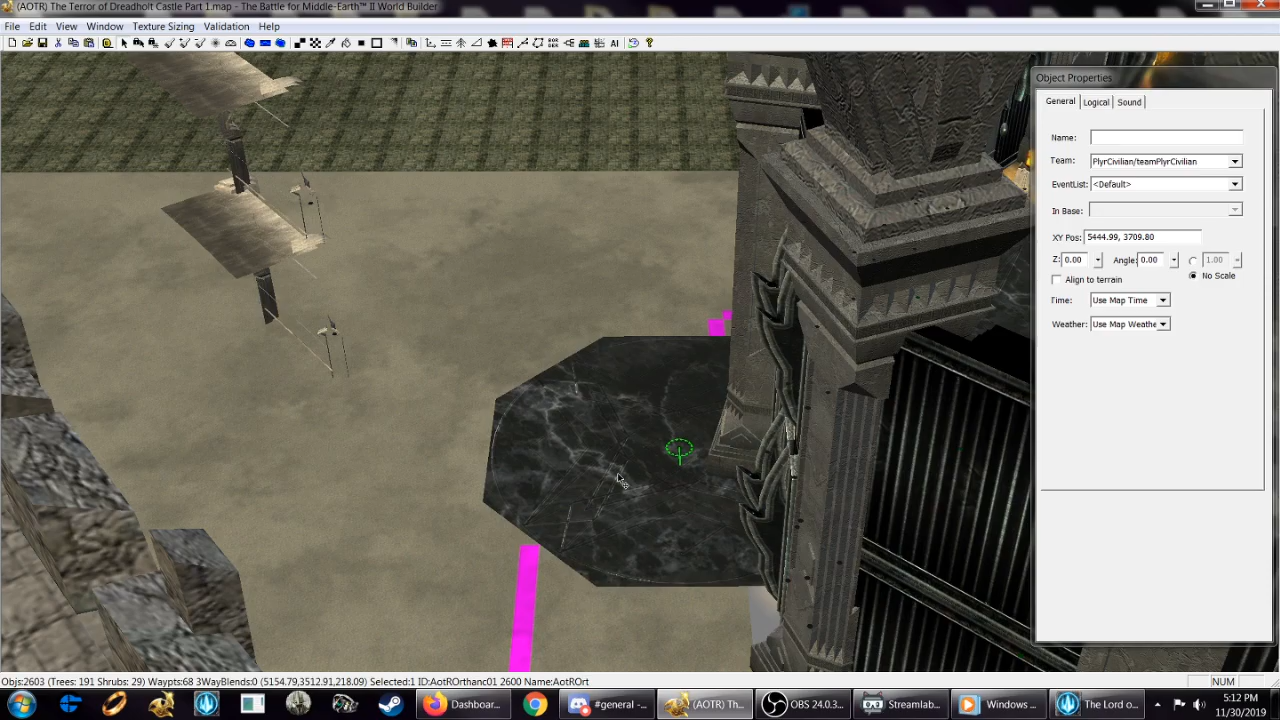 (AOTR) The Terror of Dreadholt Castle Part 1.map - The Battle for Middle-Earth™ II World Builder
File Edit View Window Texture Sizing Validation Help
AI
Object Properties
General Logical Sound
Name:
Team: PlyrCivilian/teamPlyrCivilian
EventList: <Default>
In Base:
XY Pos: 5444.99, 3709.80
Z: 0.00 Angle: 0.00 1.00
No Scale
Align to terrain
Time: Use Map Time
Weather: Use Map Weathe
Objs:2603 (Trees: 191 Shrubs: 29) Waypts:68 3WayBlends:0 (5154.79,3512.91,218.09) Selected:1 ID:AotROrthanc01 2600 Name:AotROrt
NUM
Dashboar... #general -... (AOTR) Th... OBS 24.0.3... Streamlab... Windows ... The Lord o...
5:12 PM
11/30/2019